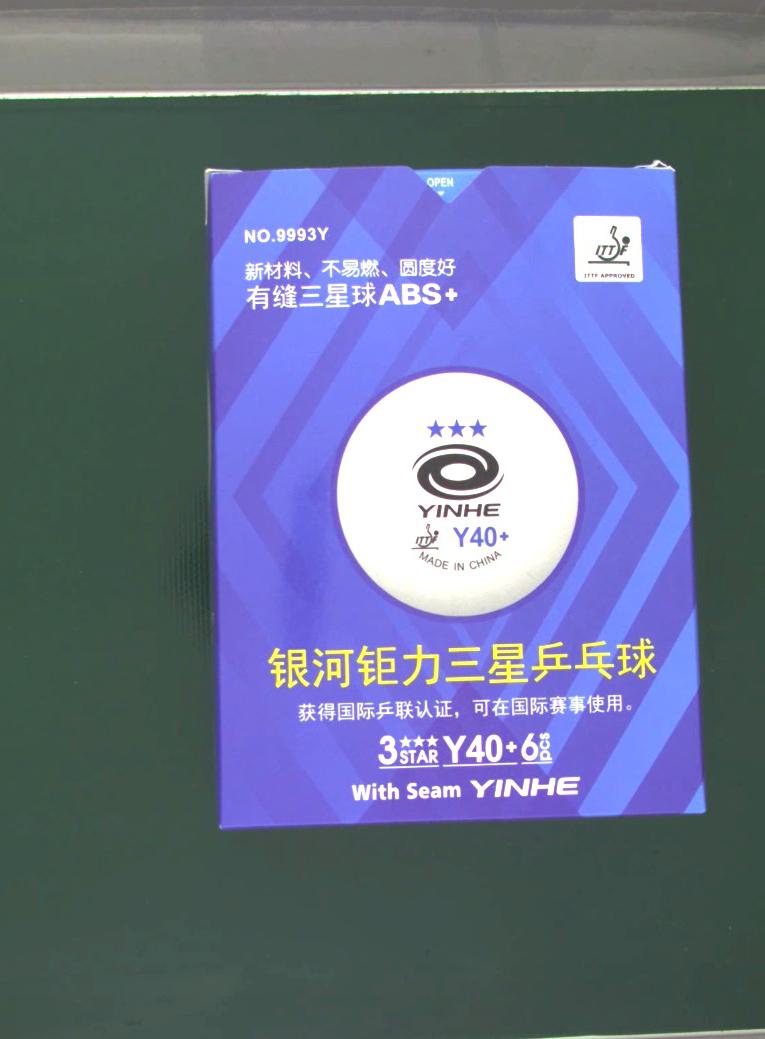 OPEN
NO.9993Y
ITTF
ITTF APPROVED
新材料、不易燃、圆度好
有缝三星球ABS+
YINHE
ITTF Y40+
MADE IN CHINA
银河钜力三星乒乓球
获得国际乒联认证，可在国际赛事使用。
3 STAR Y40+ 6 pcs
With Seam YINHE